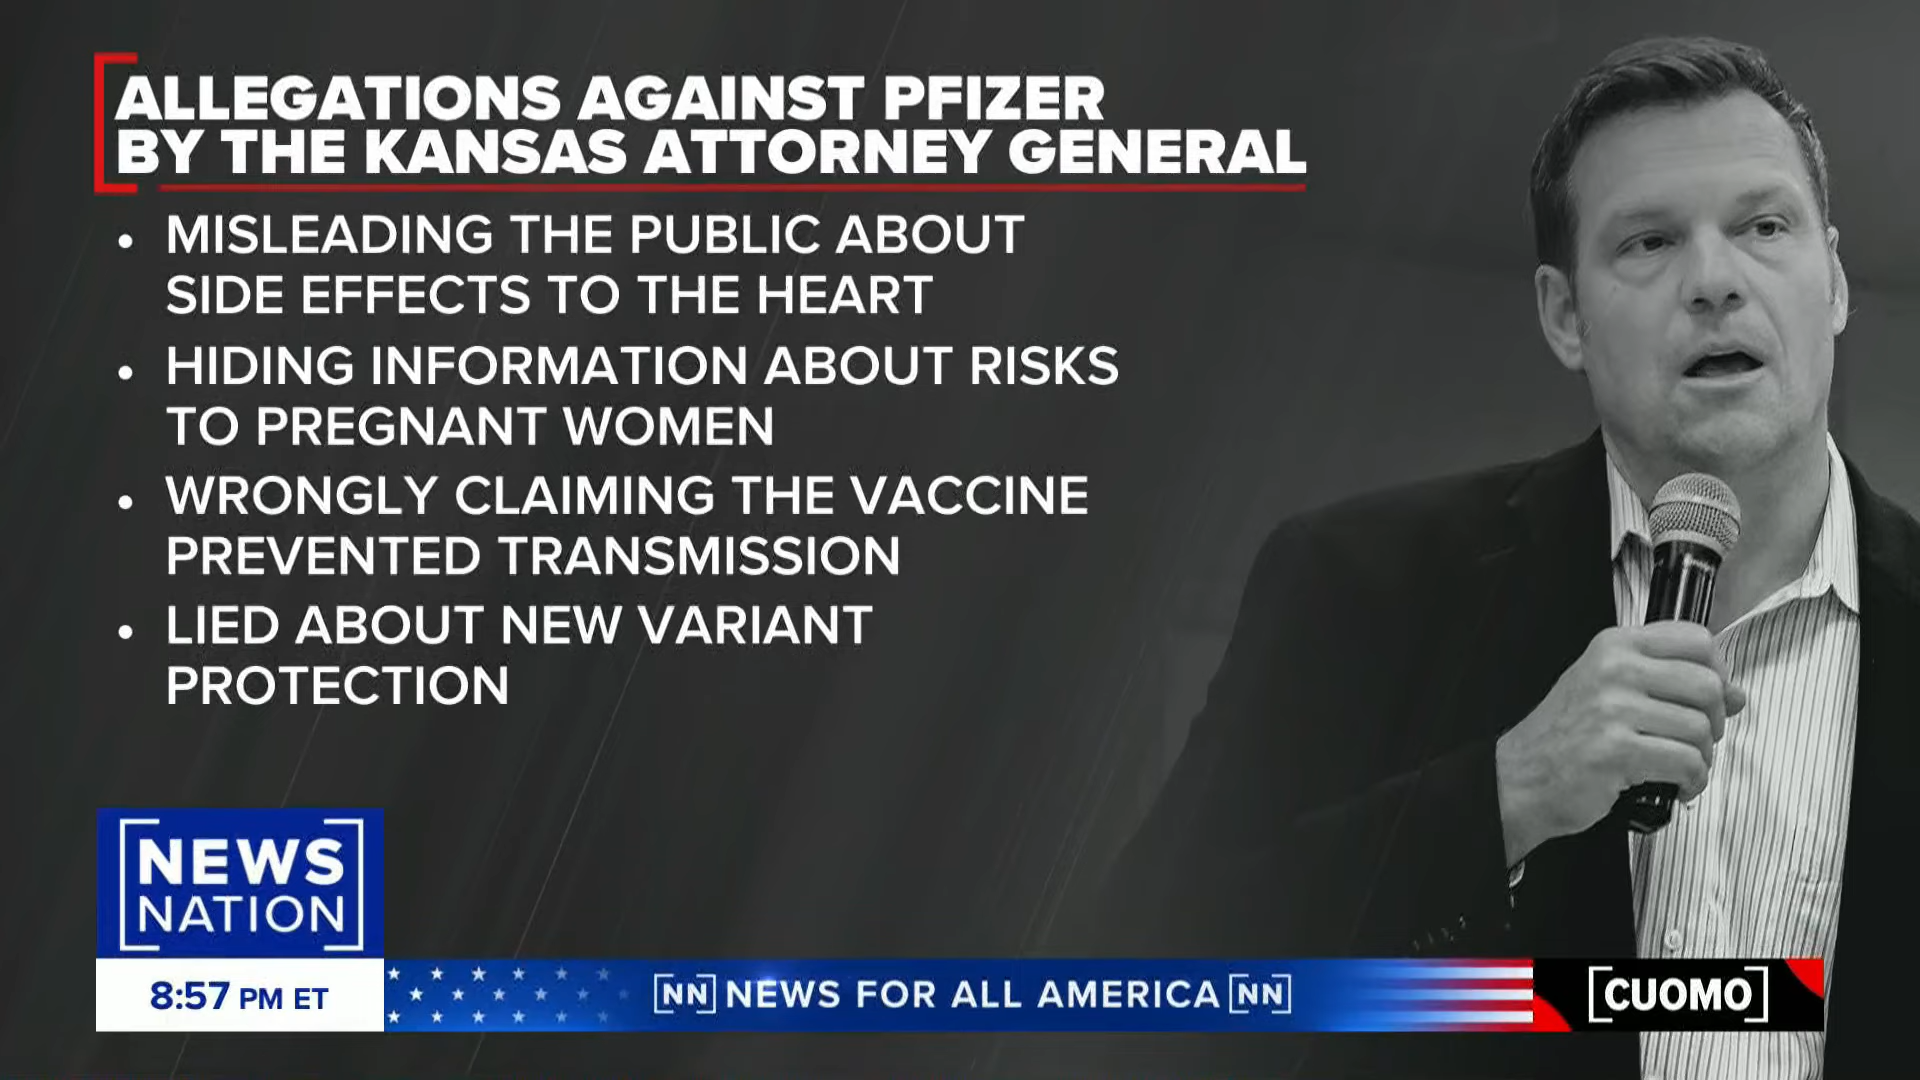 ALLEGATIONS AGAINST PFIZER
BY THE KANSAS ATTORNEY GENERAL
• MISLEADING THE PUBLIC ABOUT
SIDE EFFECTS TO THE HEART
• HIDING INFORMATION ABOUT RISKS
TO PREGNANT WOMEN
• WRONGLY CLAIMING THE VACCINE
PREVENTED TRANSMISSION
• LIED ABOUT NEW VARIANT
PROTECTION
NEWS
NATION
8:57 PM ET
[NN] NEWS FOR ALL AMERICA [NN]
[CUOMO]